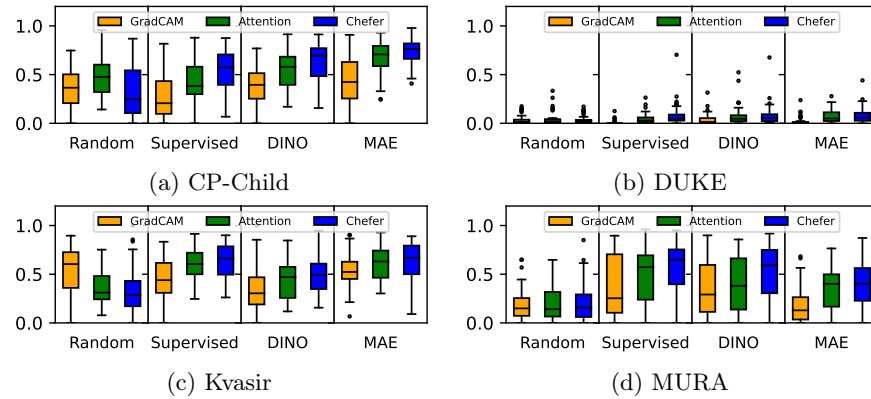 GradCAM Attention Chefer
GradCAM Attention Chefer
1.0
0.5
0.0
Random Supervised DINO MAE
1.0
0.5
0.0
Random Supervised DINO MAE
(a) CP-Child
(b) DUKE
GradCAM Attention Chefer
GradCAM Attention Chefer
1.0
0.5
0.0
Random Supervised DINO MAE
1.0
0.5
0.0
Random Supervised DINO MAE
(c) Kvasir
(d) MURA